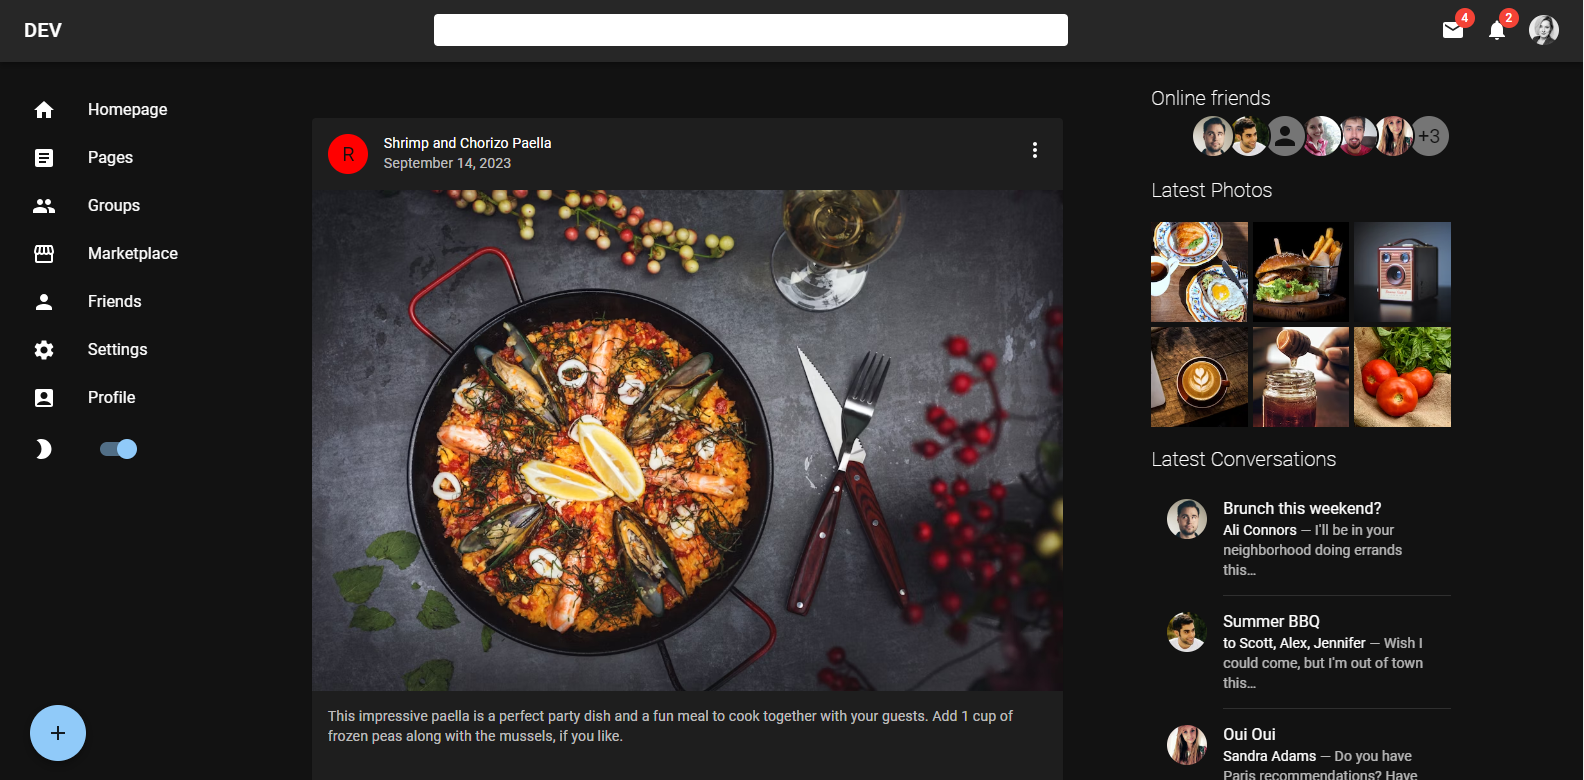 DEV
4
2
Homepage
Pages
Groups
Marketplace
Friends
Settings
Profile
R
Shrimp and Chorizo Paella
September 14, 2023
This impressive paella is a perfect party dish and a fun meal to cook together with your guests. Add 1 cup of
frozen peas along with the mussels, if you like.
Online friends
+3
Latest Photos
Latest Conversations
Brunch this weekend?
Ali Connors — I'll be in your
neighborhood doing errands
this…
Summer BBQ
to Scott, Alex, Jennifer — Wish I
could come, but I'm out of town
this…
Oui Oui
Sandra Adams — Do you have
Paris recommendations? Have